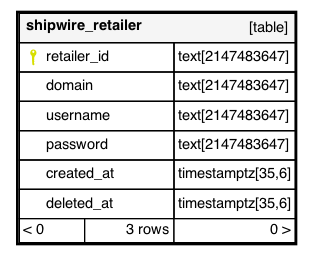 shipwire_retailer [table]
retailer_id text[2147483647]
domain text[2147483647]
username text[2147483647]
password text[2147483647]
created_at timestamptz[35,6]
deleted_at timestamptz[35,6]
< 0 3 rows 0 >